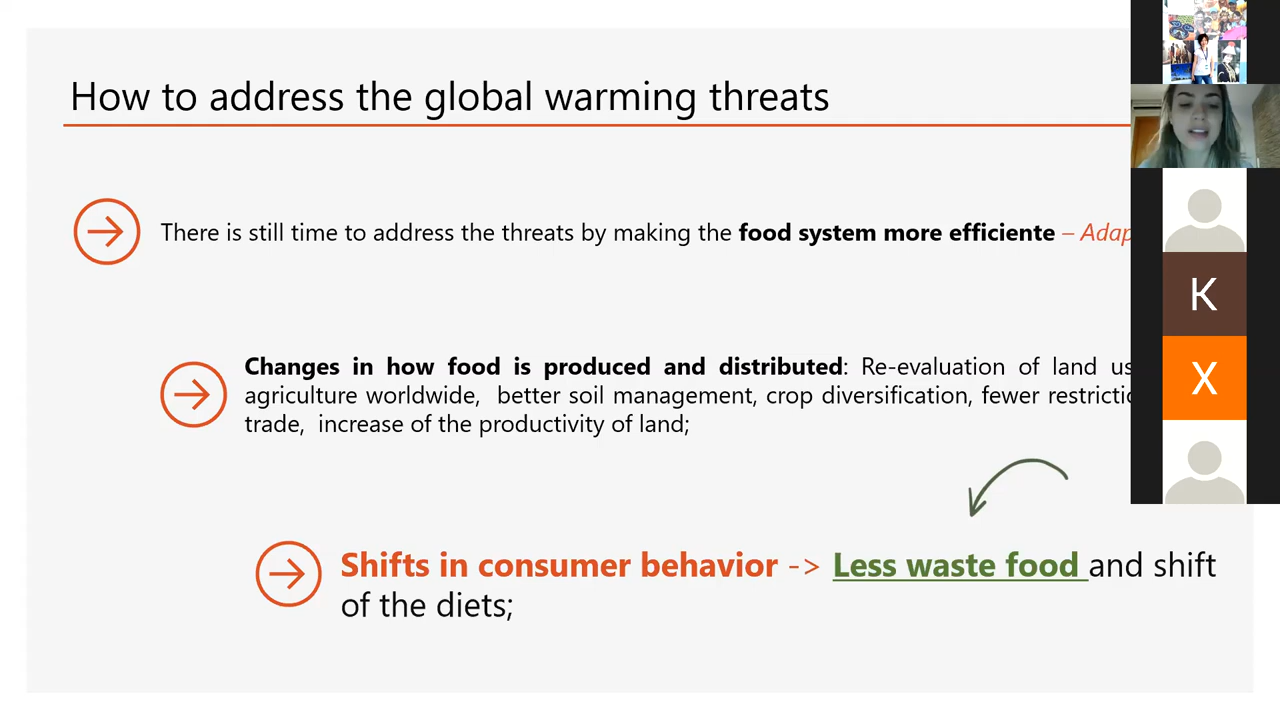 How to address the global warming threats
There is still time to address the threats by making the food system more efficiente –
Changes in how food is produced and distributed: Re-evaluation of land
agriculture worldwide, better soil management, crop diversification, fewer
trade, increase of the productivity of land;
Shifts in consumer behavior -> Less waste food and shift
of the diets;
K
X